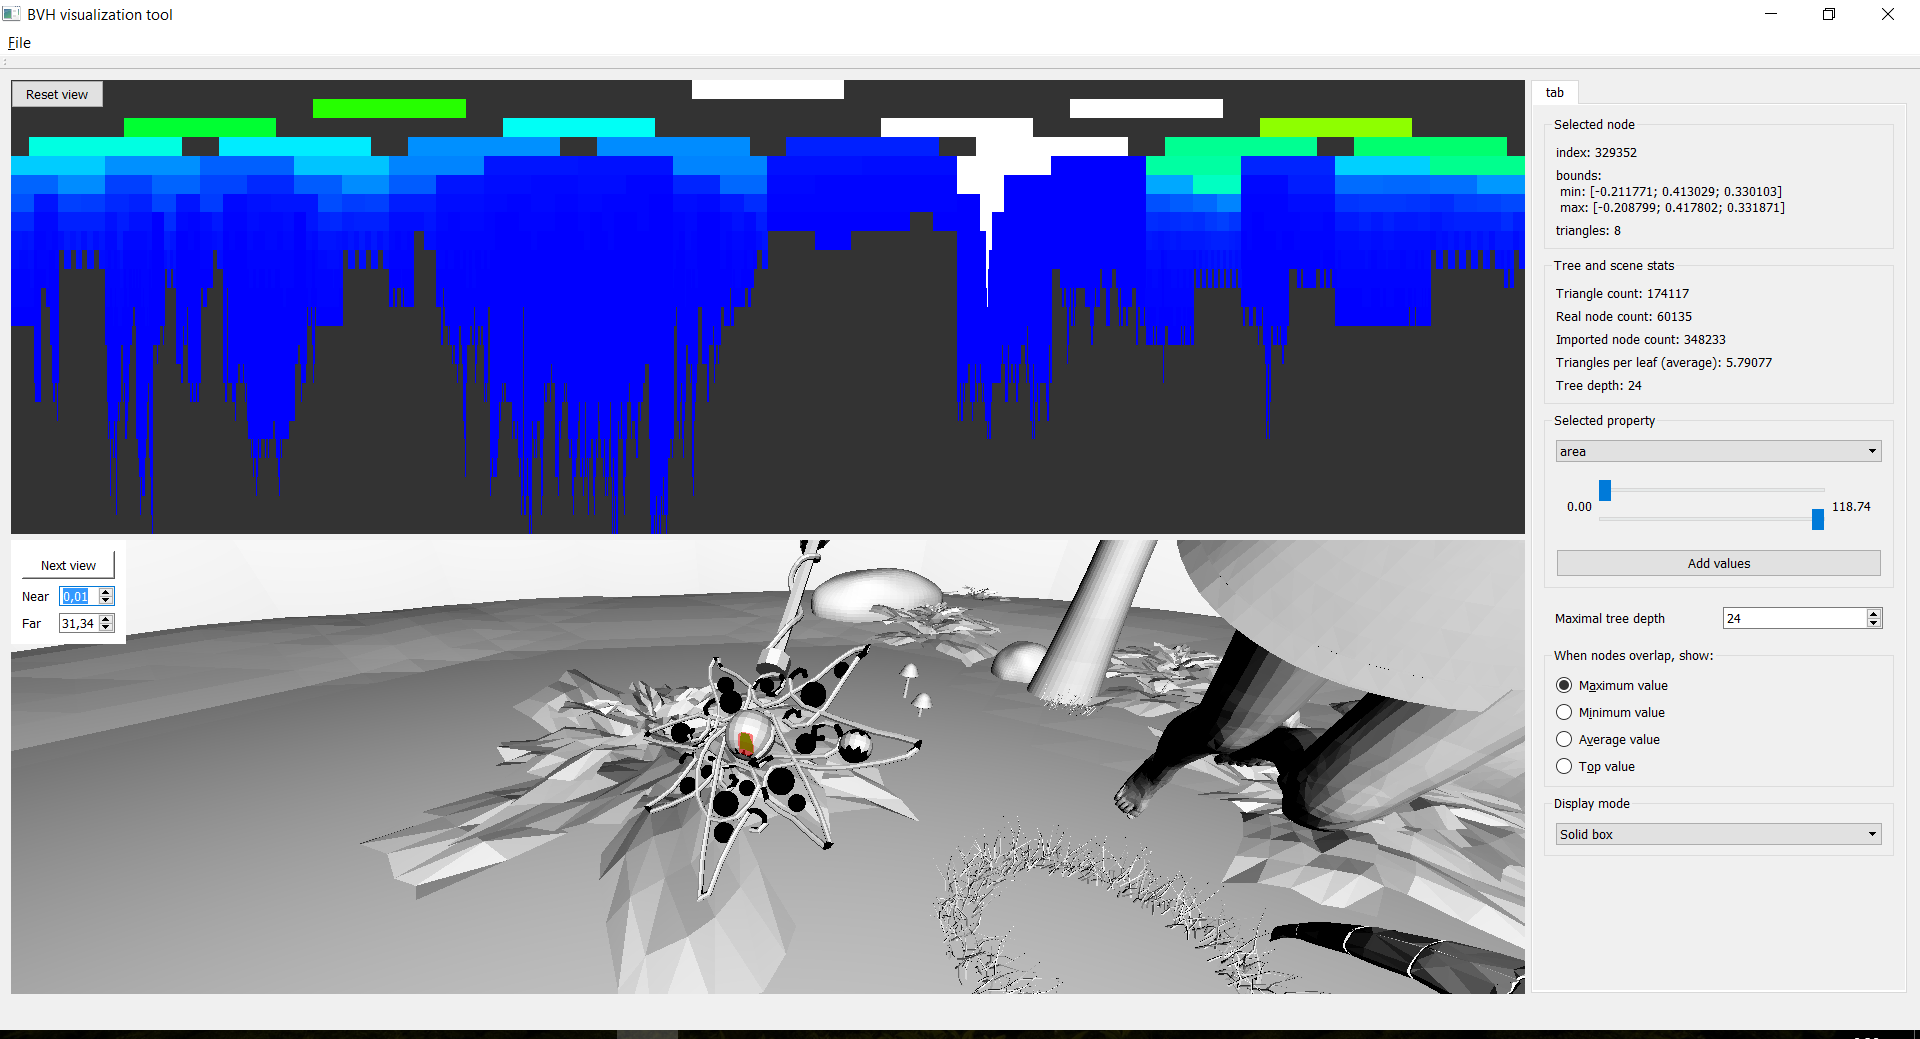 BVH visualization tool
File
Reset view
Next view
Near 0,01
Far 31,34
tab
Selected node
index: 329352
bounds:
min: [-0.211771; 0.413029; 0.330103]
max: [-0.208799; 0.417802; 0.331871]
triangles: 8
Tree and scene stats
Triangle count: 174117
Real node count: 60135
Imported node count: 348233
Triangles per leaf (average): 5.79077
Tree depth: 24
Selected property
area
0.00 118.74
Add values
Maximal tree depth 24
When nodes overlap, show:
Maximum value
Minimum value
Average value
Top value
Display mode
Solid box